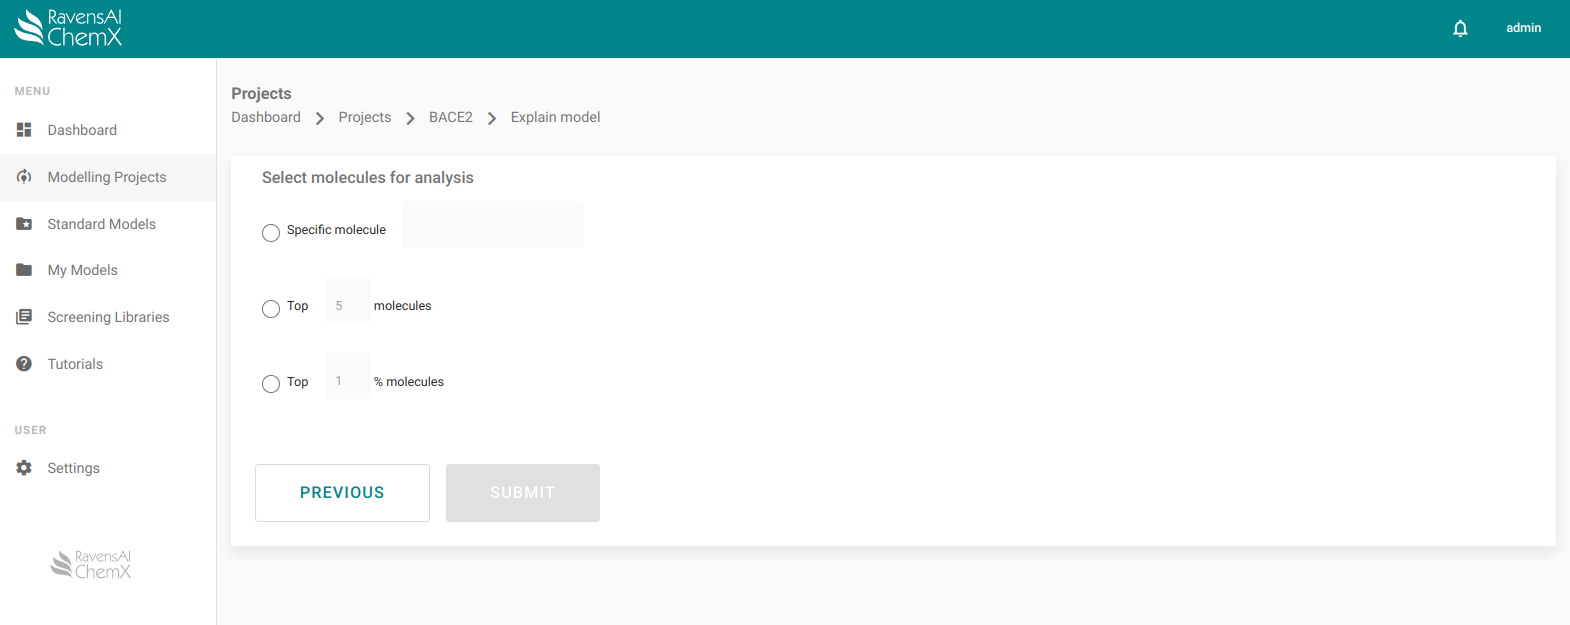 RavensAI
ChemX
admin
MENU
Dashboard
Modelling Projects
Standard Models
My Models
Screening Libraries
Tutorials
USER
Settings
RavensAI
ChemX
Projects
Dashboard Projects BACE2 Explain model
Select molecules for analysis
Specific molecule
Top 5 molecules
Top 1 % molecules
PREVIOUS SUBMIT